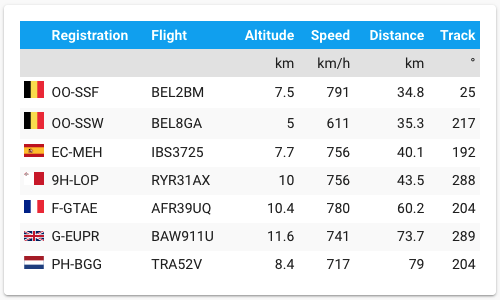 Registration Flight Altitude Speed Distance Track
km km/h km °
OO-SSF BEL2BM 7.5 791 34.8 25
OO-SSW BEL8GA 5 611 35.3 217
EC-MEH IBS3725 7.7 756 40.1 192
9H-LOP RYR31AX 10 756 43.5 288
F-GTAE AFR39UQ 10.4 780 60.2 204
G-EUPR BAW911U 11.6 741 73.7 289
PH-BGG TRA52V 8.4 717 79 204